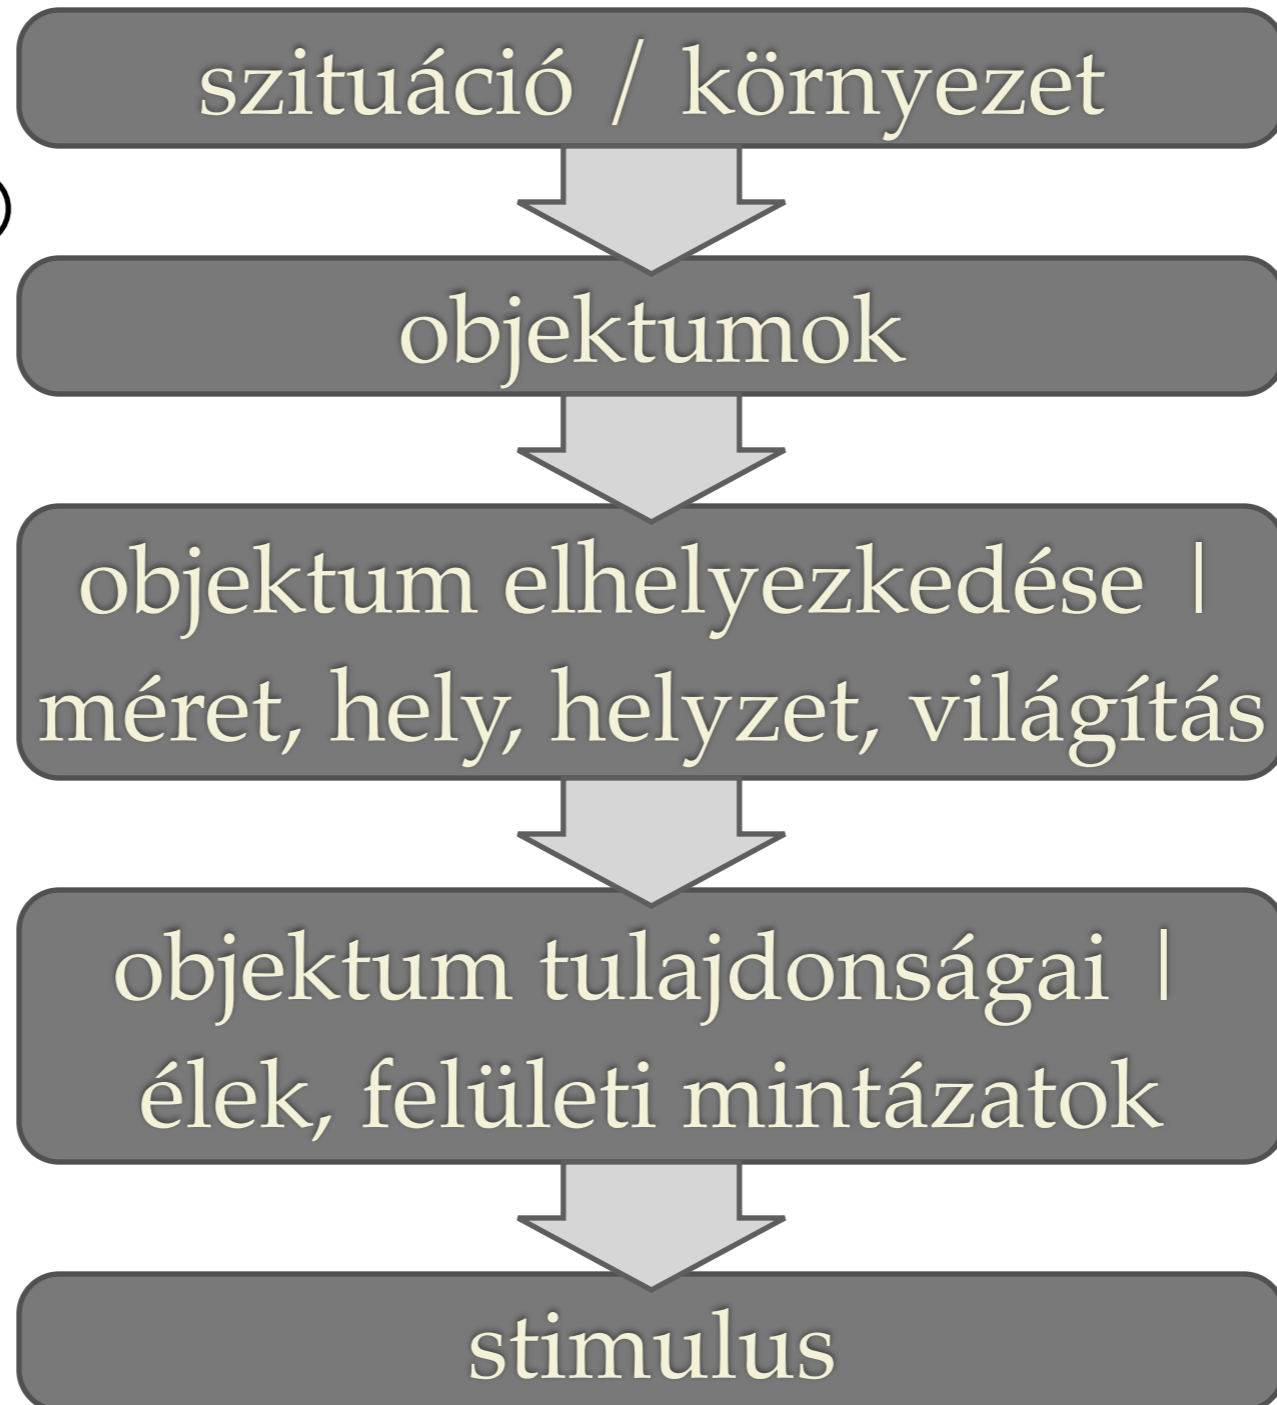 szituáció / környezet
)
objektumok
objektum elhelyezkedése |
méret, hely, helyzet, világítás
objektum tulajdonságai |
élek, felületi mintázatok
stimulus